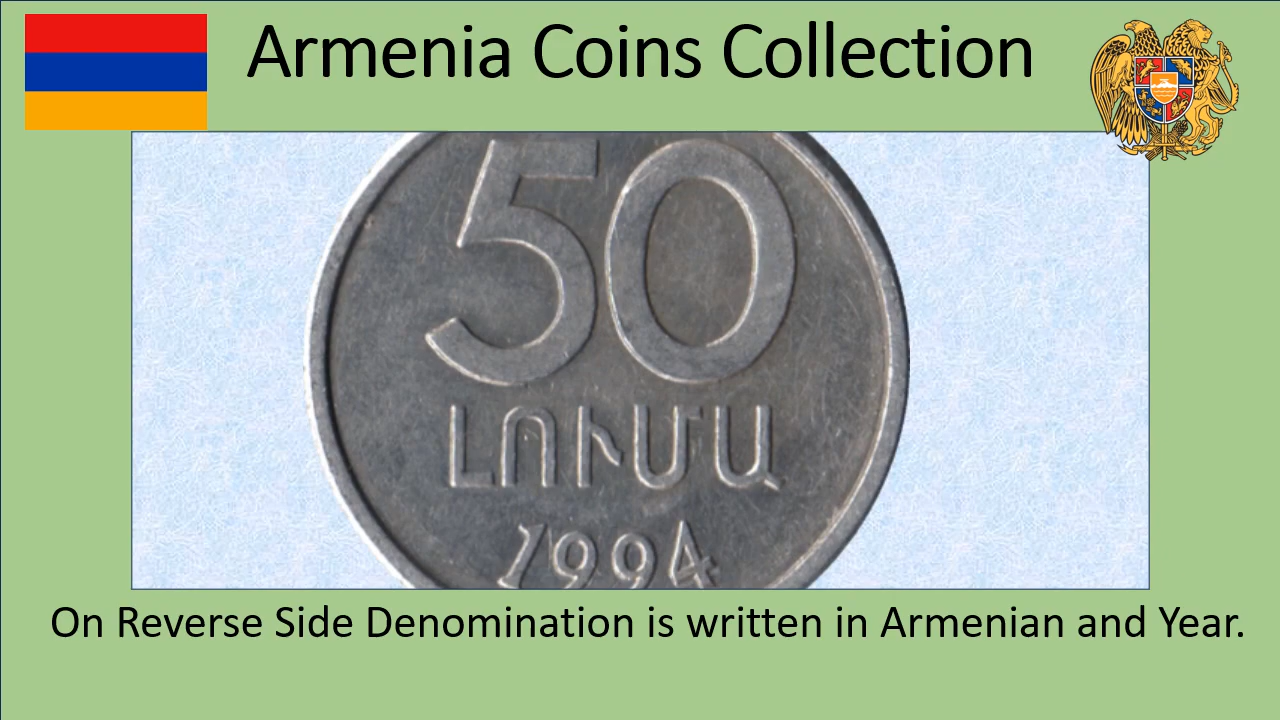 Armenia Coins Collection
50
ԼՈՒՄԱ
1994
On Reverse Side Denomination is written in Armenian and Year.